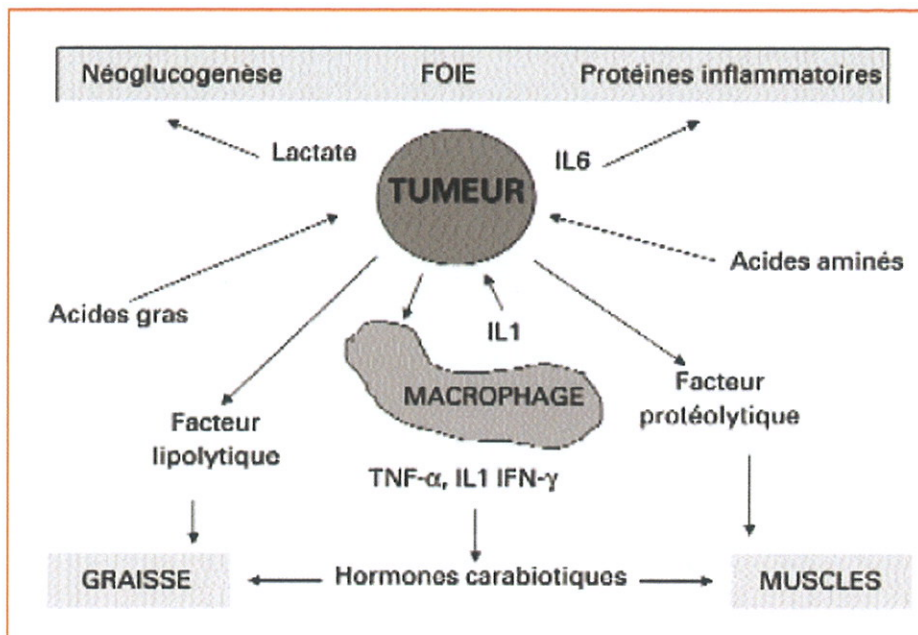 Néoglucogenèse FOIE Protéines inflammatoires
Lactate
TUMEUR
IL6
Acides gras
Acides aminés
IL1
MACROPHAGE
Facteur
lipolytique
Facteur
protéolytique
TNF-α, IL1 IFN-γ
GRAISSE
Hormones carabiotiques
MUSCLES